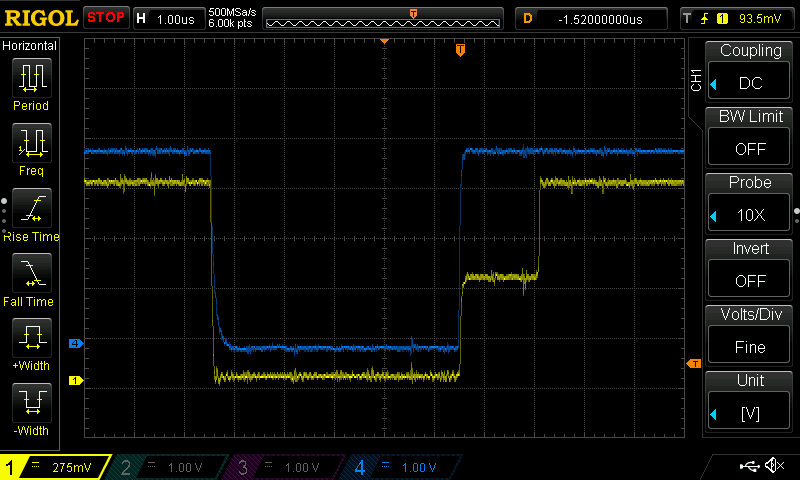 RIGOL STOP H 1.00us 500MSa/s 6.00k pts D -1.52000000us T 1 93.5mV
Horizontal
Period
Freq
Rise Time
Fall Time
+Width
-Width
T
4
1
T
CH1
Coupling
DC
BW Limit
OFF
Probe
10X
Invert
OFF
Volts/Div
Fine
Unit
[V]
1 275mV 2 1.00 V 3 1.00 V 4 1.00 V